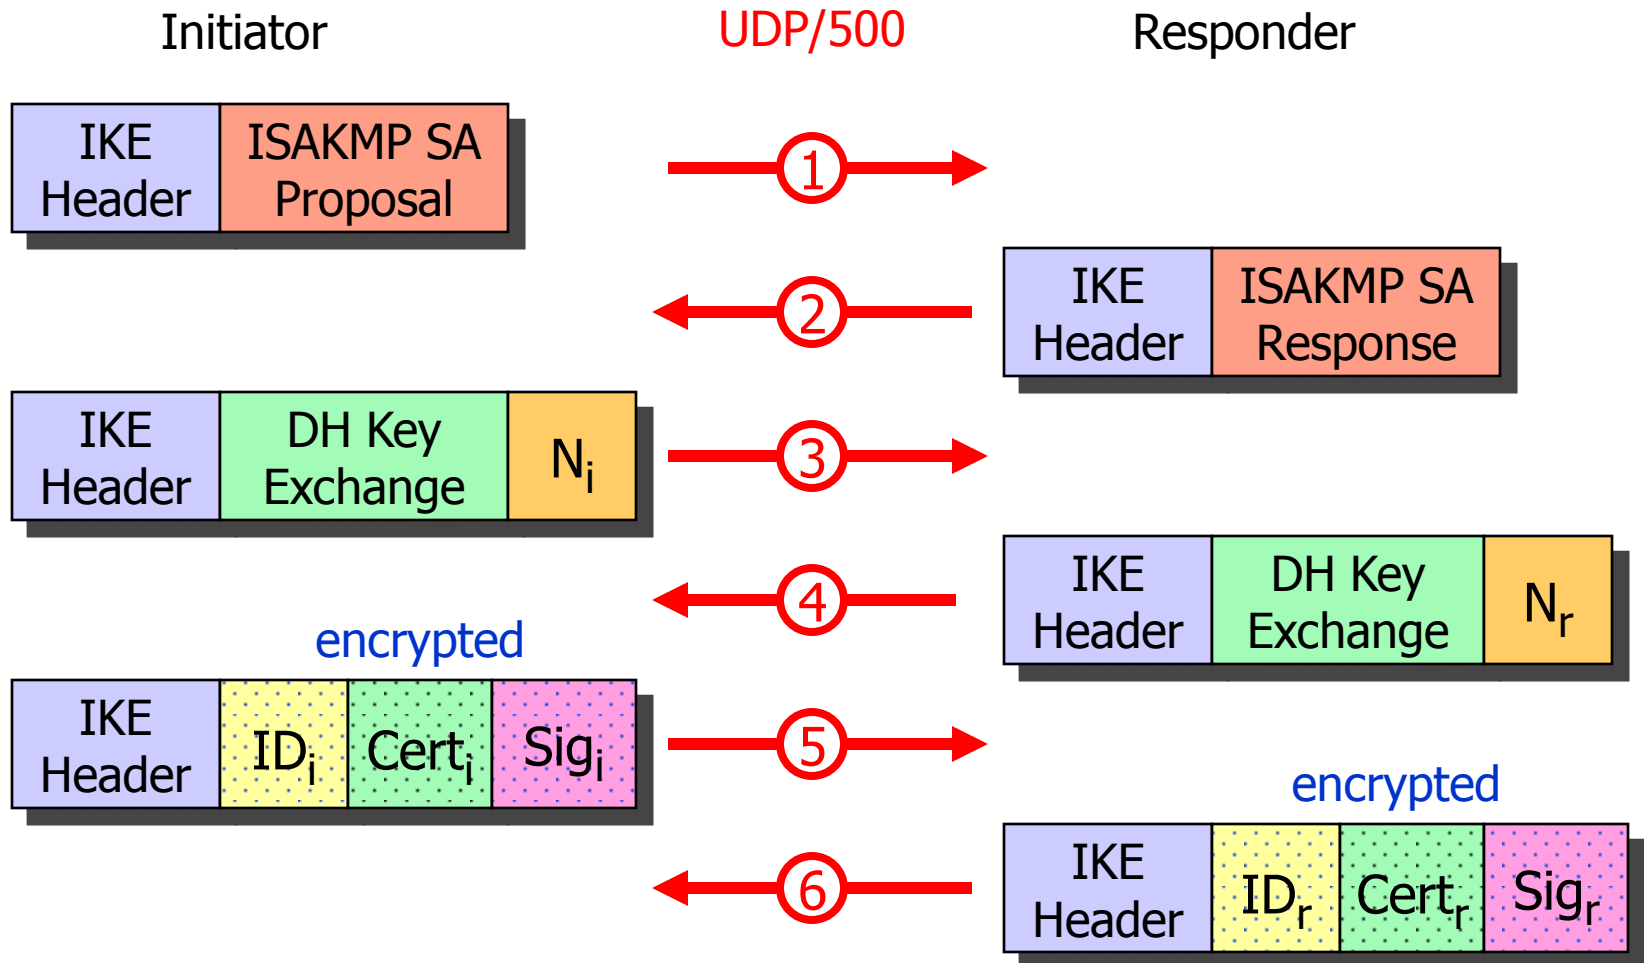 Initiator
UDP/500
Responder
IKE
Header
ISAKMP SA
Proposal
1
2
IKE
Header
ISAKMP SA
Response
IKE
Header
DH Key
Exchange
Ni
3
4
IKE
Header
DH Key
Exchange
Nr
encrypted
IKE
Header
IDi
Certi
Sigi
5
encrypted
6
IKE
Header
IDr
Certr
Sigr